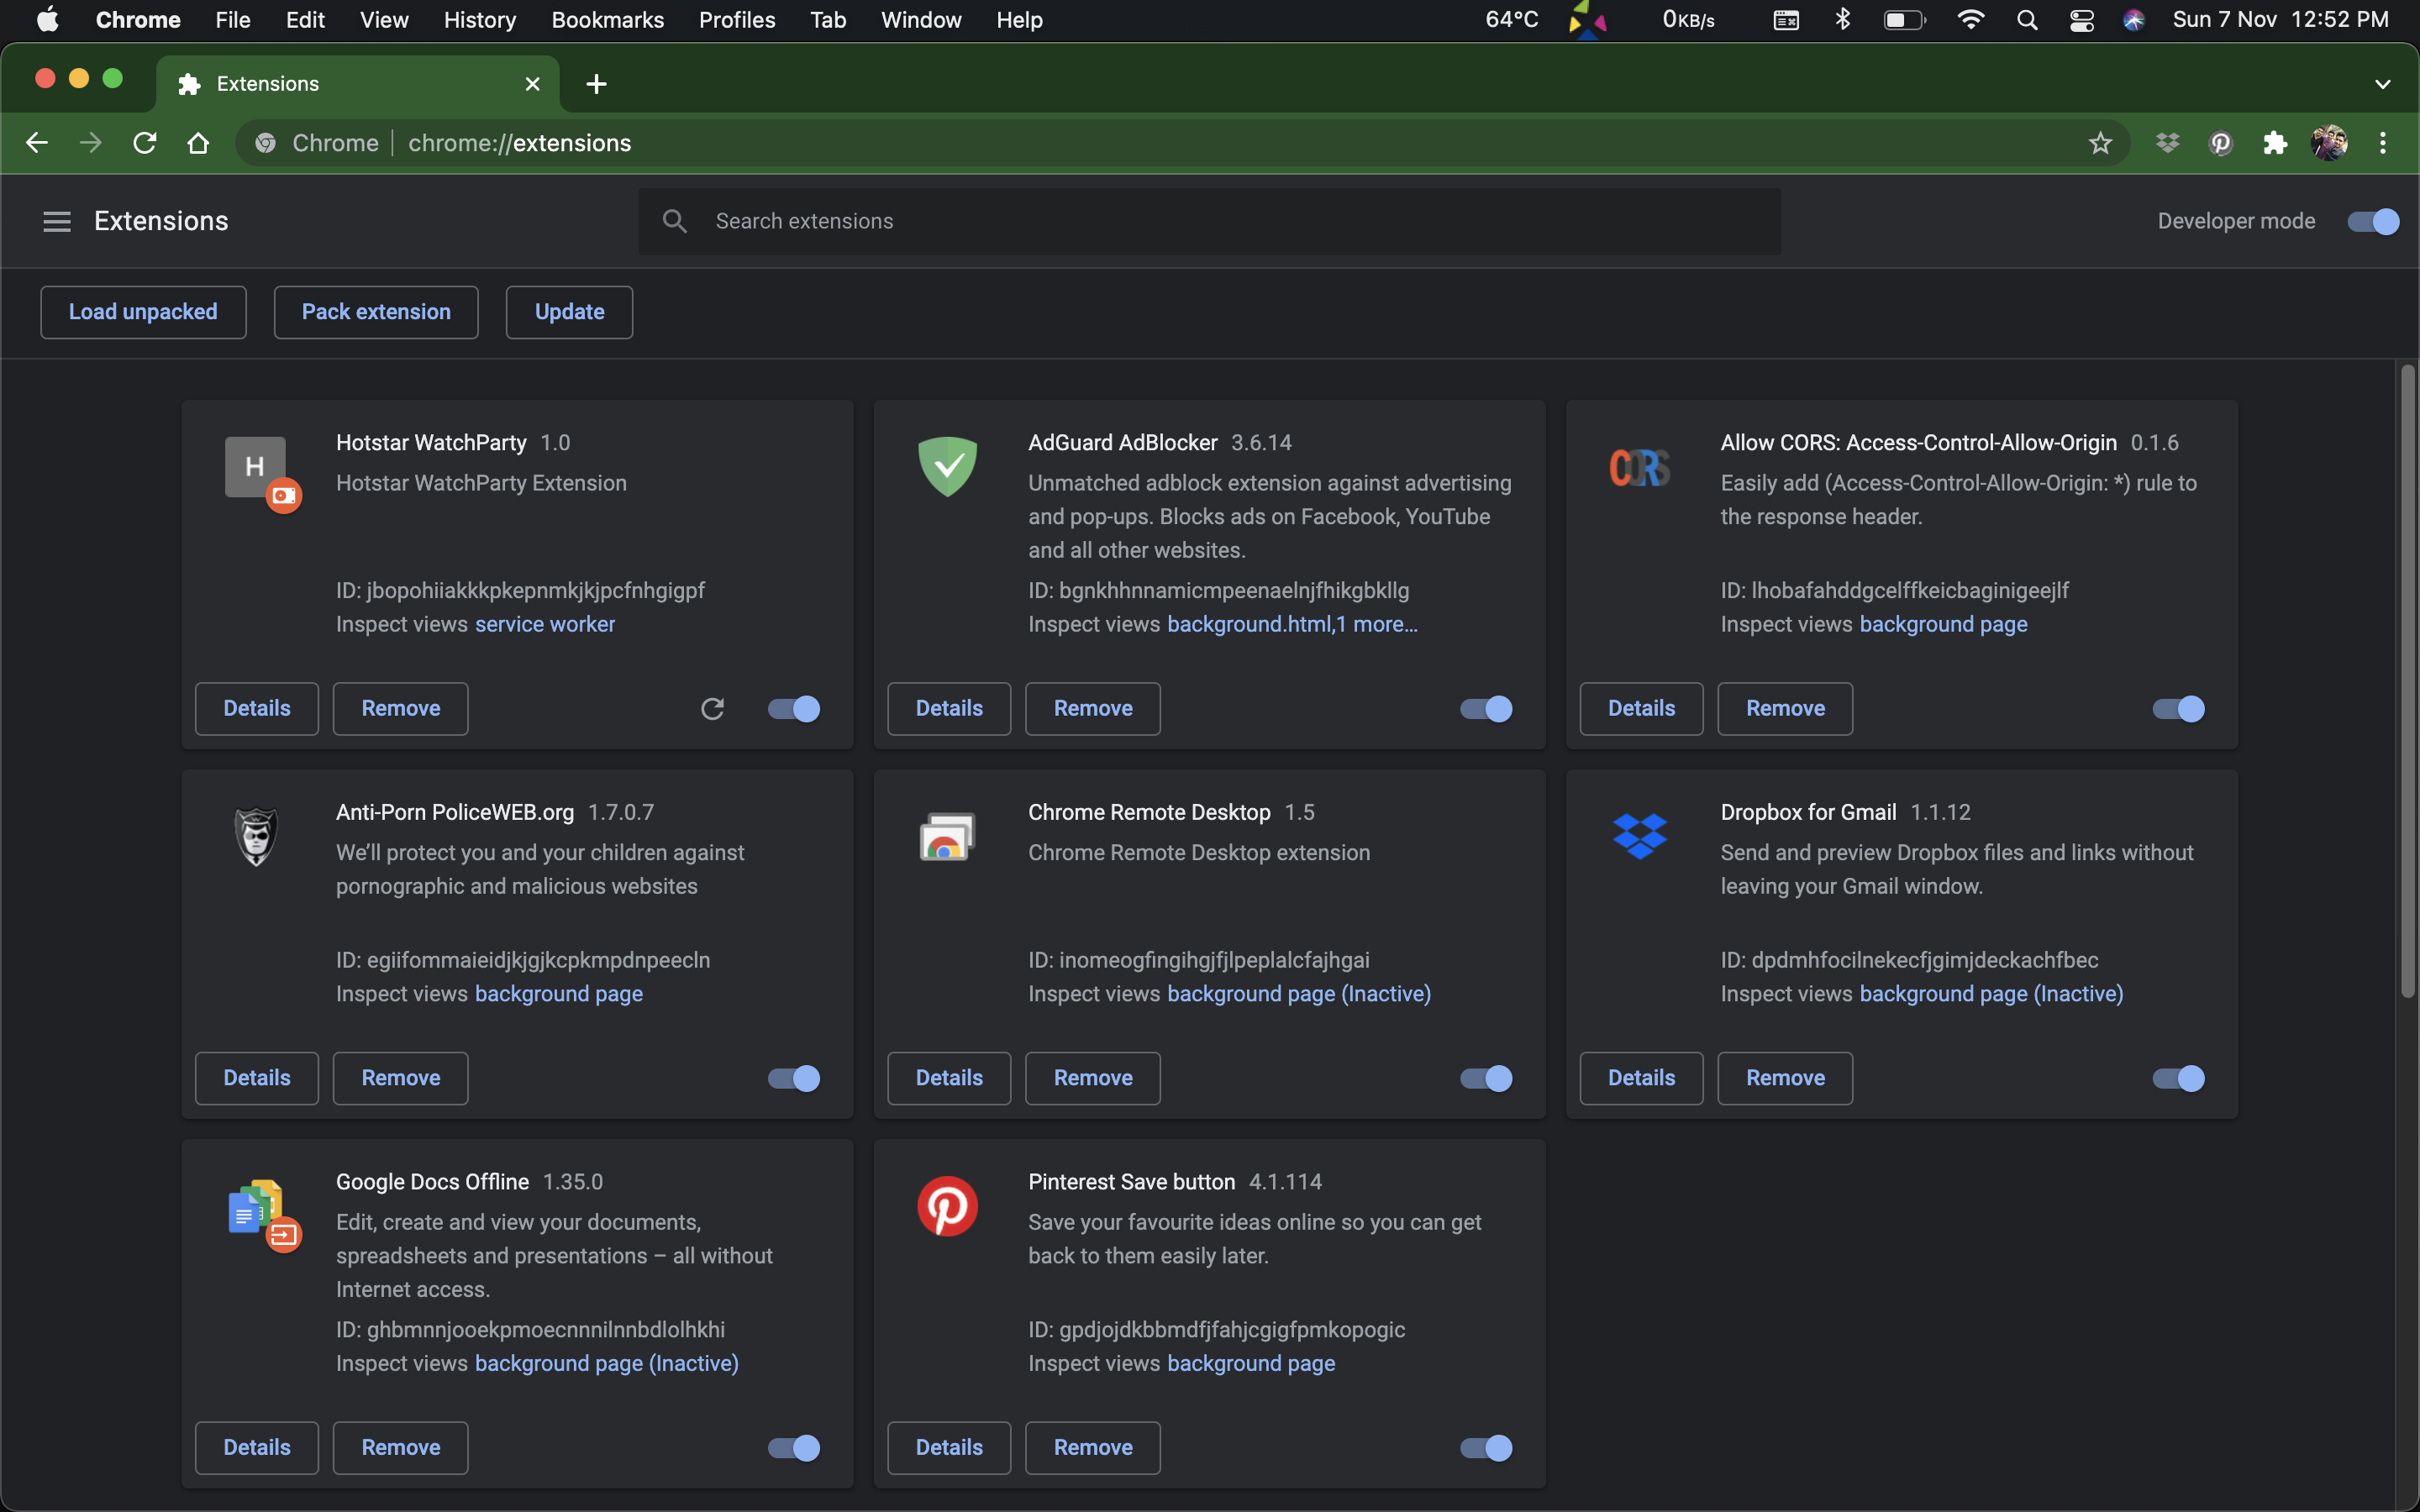 Chrome File Edit View History Bookmarks Profiles Tab Window Help 64°C 0KB/s Sun 7 Nov 12:52 PM
Extensions
Chrome chrome://extensions
Extensions Search extensions Developer mode
Load unpacked Pack extension Update
H
Hotstar WatchParty 1.0
Hotstar WatchParty Extension
ID: jbopohiiakkkpkepnmkjkjpcfnhgigpf
Inspect views service worker
Details Remove
AdGuard AdBlocker 3.6.14
Unmatched adblock extension against advertising
and pop-ups. Blocks ads on Facebook, YouTube
and all other websites.
ID: bgnkhhnnamicmpeenaelnjfhikgbkllg
Inspect views background.html,1 more...
Details Remove
CORS
Allow CORS: Access-Control-Allow-Origin 0.1.6
Easily add (Access-Control-Allow-Origin: *) rule to
the response header.
ID: lhobafahddgcelffkeicbaginigeejlf
Inspect views background page
Details Remove
Anti-Porn PoliceWEB.org 1.7.0.7
We’ll protect you and your children against
pornographic and malicious websites
ID: egiifommaieidjkjgjkcpkmpdnpeecln
Inspect views background page
Details Remove
Chrome Remote Desktop 1.5
Chrome Remote Desktop extension
ID: inomeogfingihgjfjlpeplalcfajhgai
Inspect views background page (Inactive)
Details Remove
Dropbox for Gmail 1.1.12
Send and preview Dropbox files and links without
leaving your Gmail window.
ID: dpdmhfocilnekecfjgimjdeckachfbec
Inspect views background page (Inactive)
Details Remove
Google Docs Offline 1.35.0
Edit, create and view your documents,
spreadsheets and presentations – all without
Internet access.
ID: ghbmnnjooekpmoecnnnilnnbdlolhkhi
Inspect views background page (Inactive)
Details Remove
Pinterest Save button 4.1.114
Save your favourite ideas online so you can get
back to them easily later.
ID: gpdjojdkbbmdfjfahjcgigfpmkopogic
Inspect views background page
Details Remove